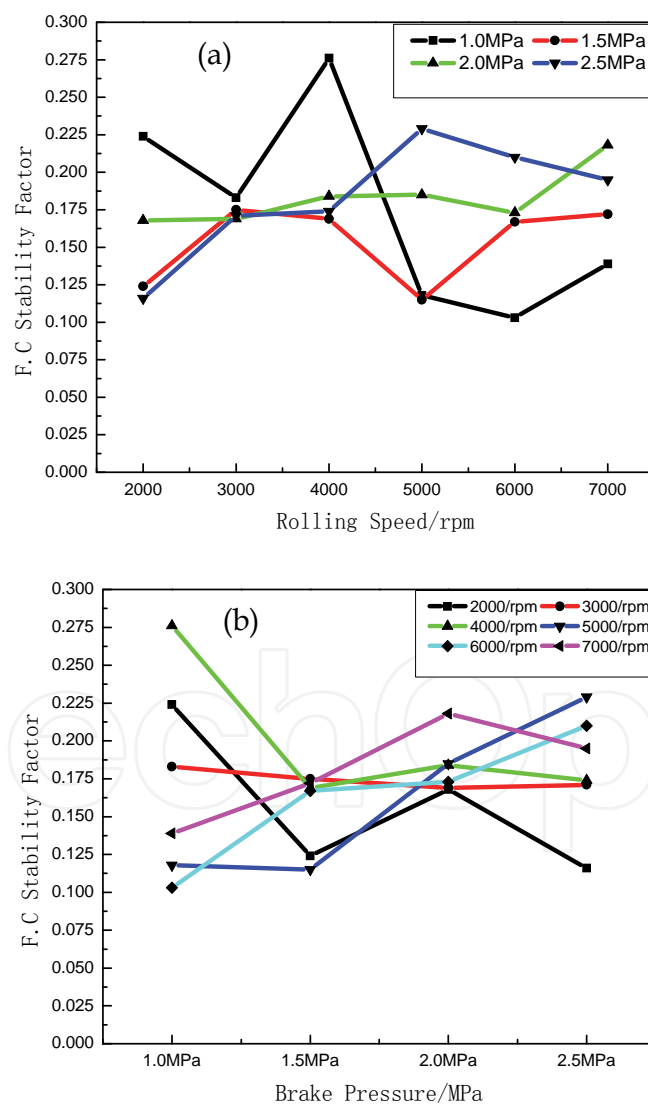 0.300
0.275
0.250
0.225
0.200
0.175
0.150
0.125
0.100
0.075
0.050
0.025
0.000
F.C Stability Factor
(a)
1.0MPa 1.5MPa
2.0MPa 2.5MPa
2000 3000 4000 5000 6000 7000
Rolling Speed/rpm
0.300
0.275
0.250
0.225
0.200
0.175
0.150
0.125
0.100
0.075
0.050
0.025
0.000
F.C Stability Factor
(b)
2000/rpm 3000/rpm
4000/rpm 5000/rpm
6000/rpm 7000/rpm
echOp
1.0MPa 1.5MPa 2.0MPa 2.5MPa
Brake Pressure/MPa